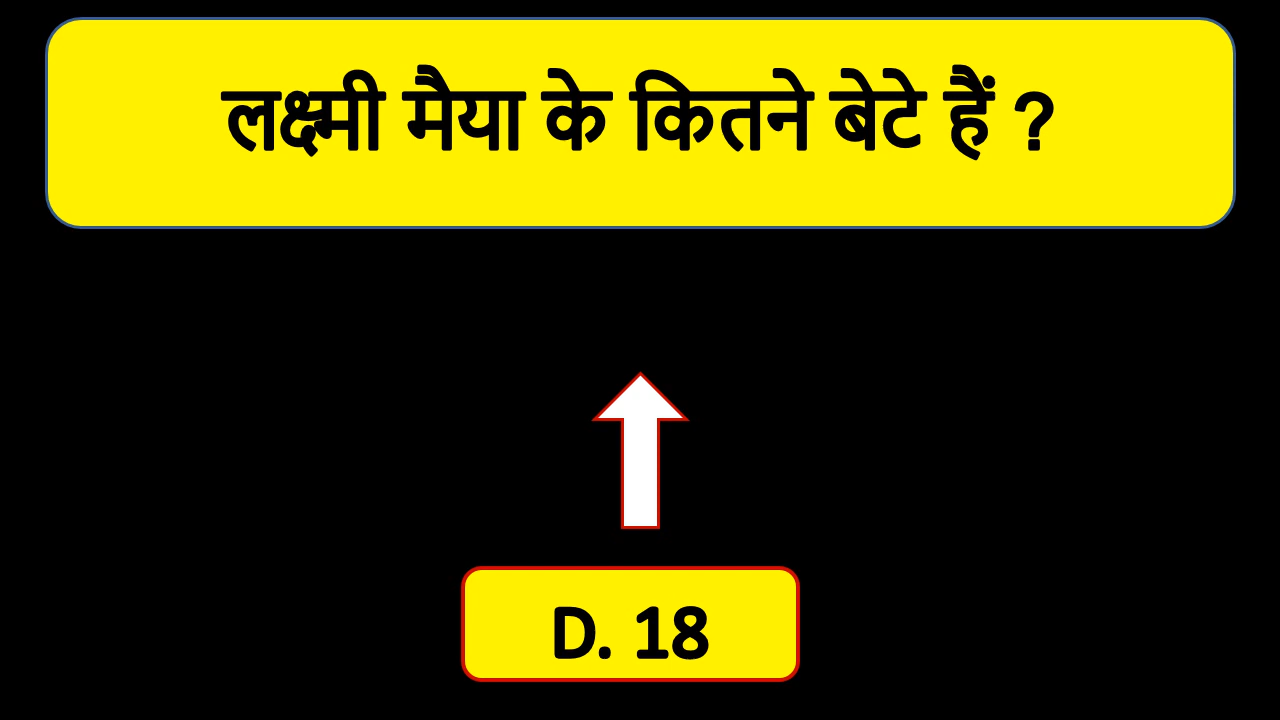 लक्ष्मी मैया के कितने बेटे हैं ?
D. 18